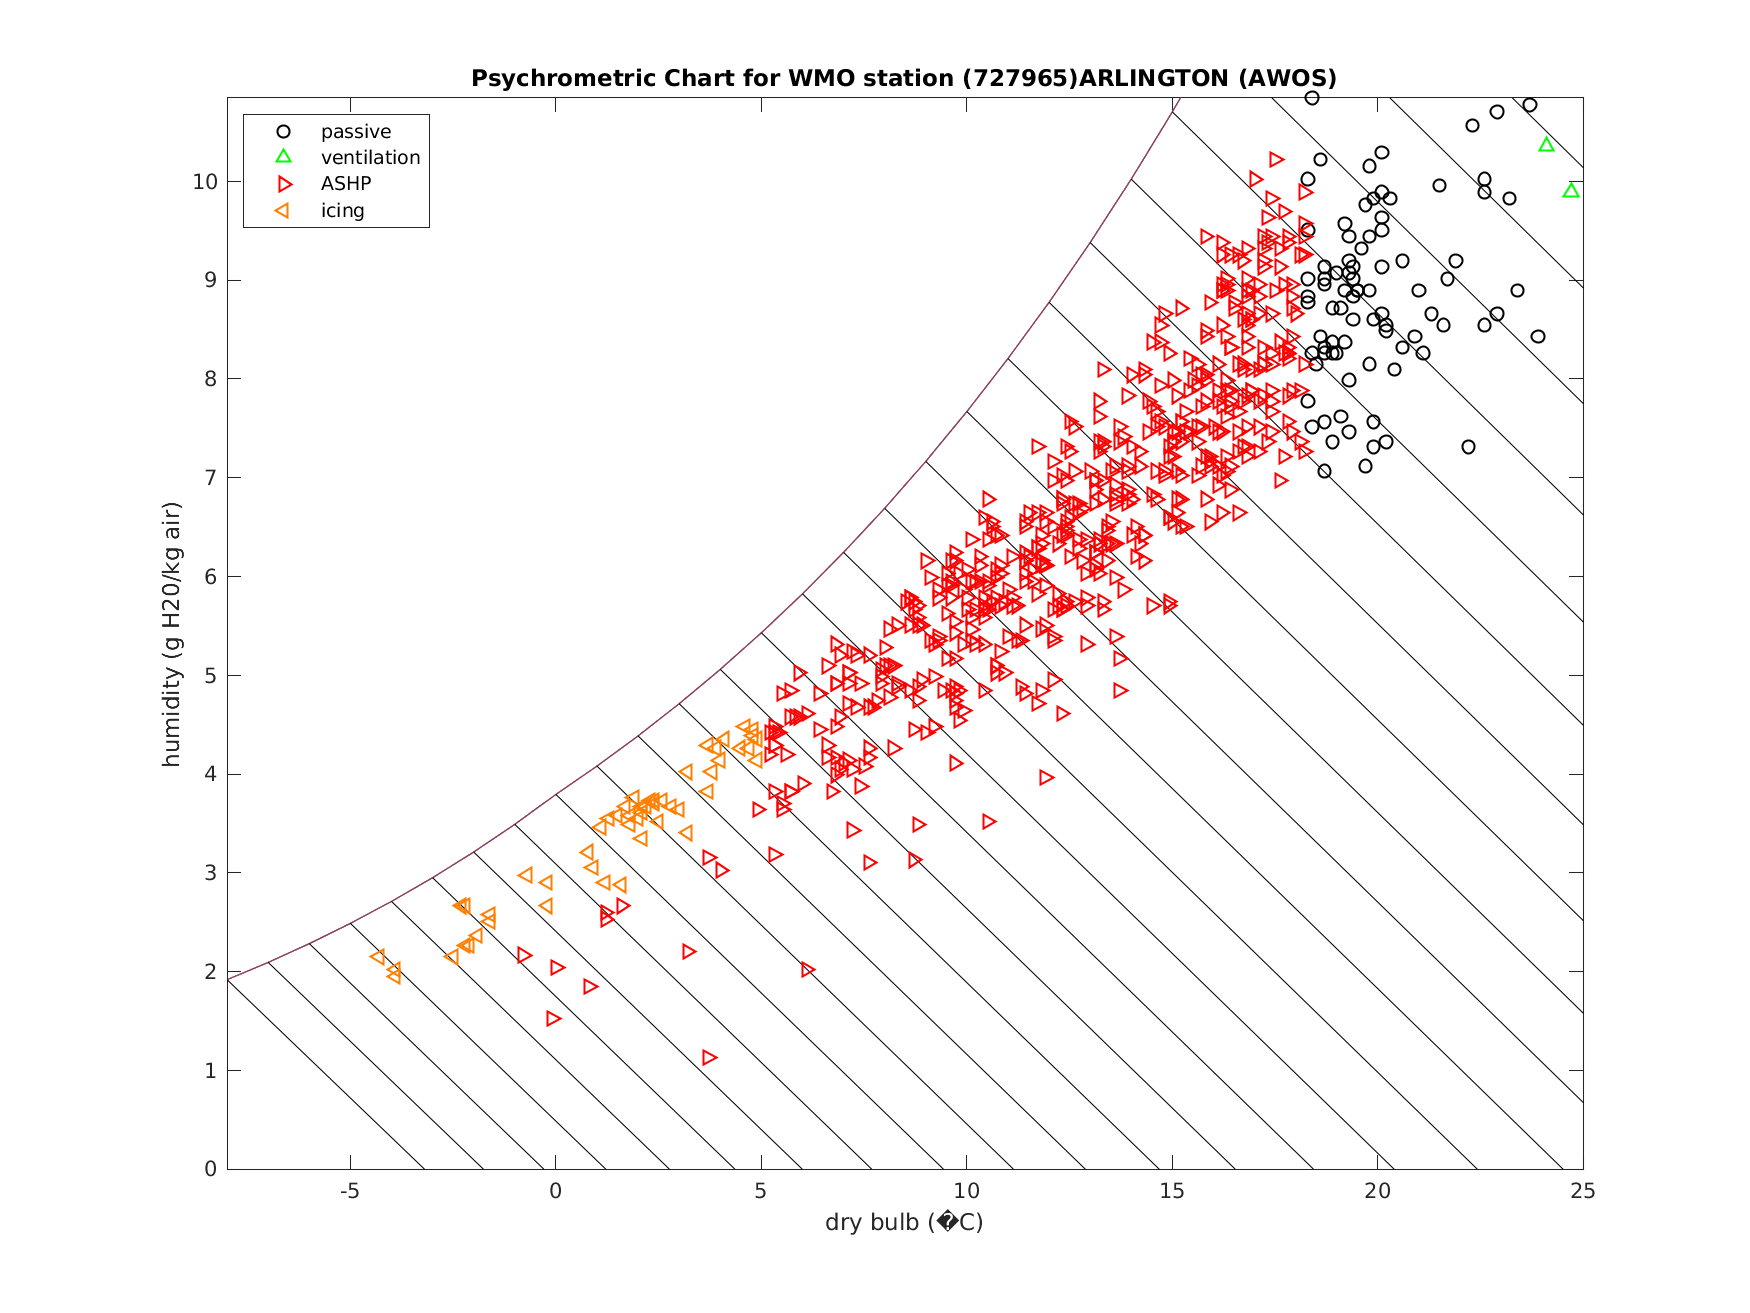 Psychrometric Chart for WMO station (727965)ARLINGTON (AWOS)
passive
ventilation
ASHP
icing
humidity (g H20/kg air)
10
9
8
7
6
5
4
3
2
1
0
-5 0 5 10 15 20 25
dry bulb (�C)